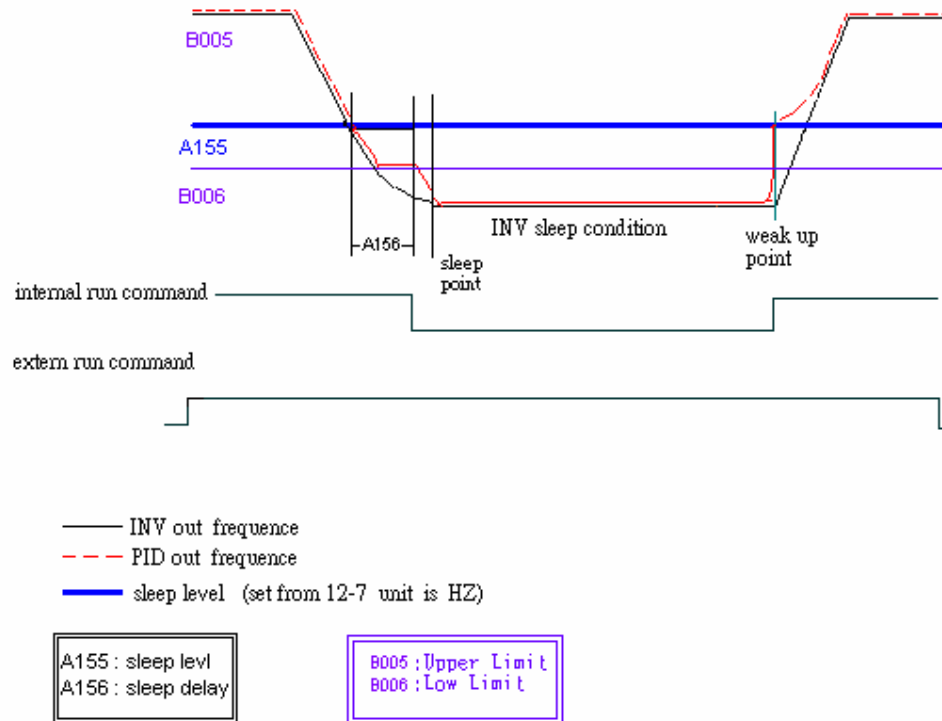 B005
A155
B006
A156
INV sleep condition
sleep
point
weak up
point
internal run command
extern run command
INV out frequence
PID out frequence
sleep level (set from 12-7 unit is HZ)
A155 : sleep levl
A156 : sleep delay
B005 : Upper Limit
B006 : Low Limit